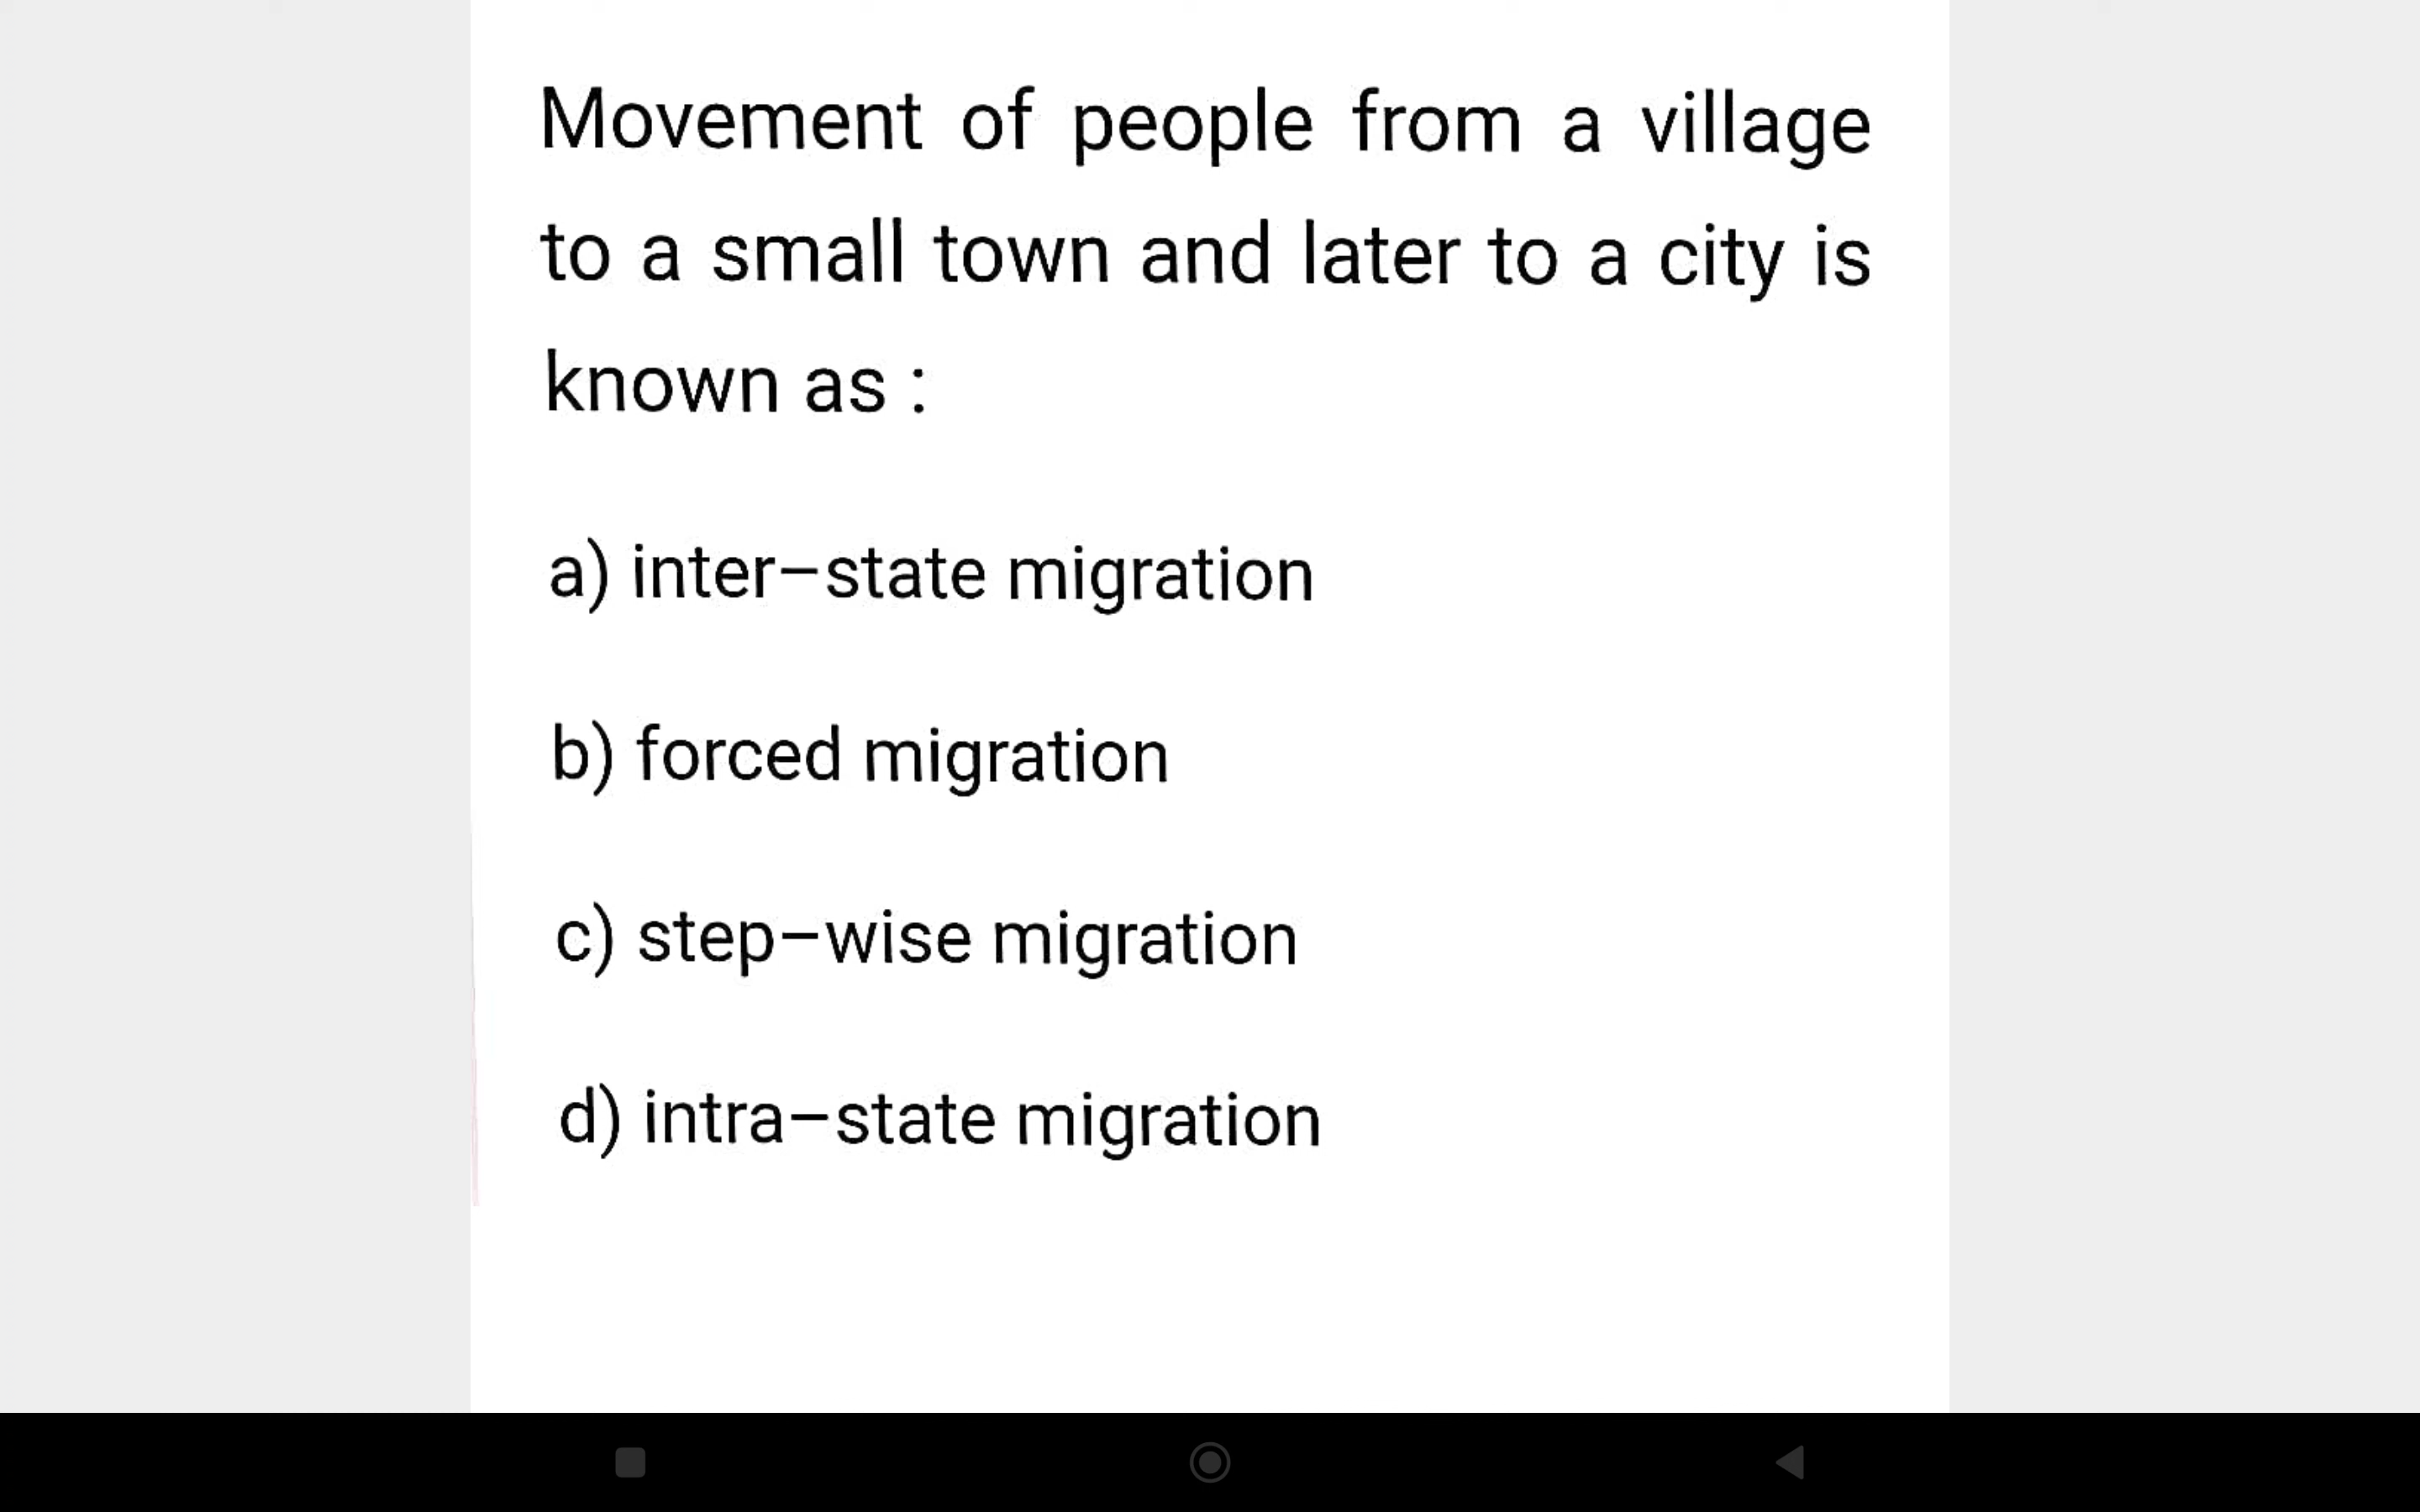 Movement of people from a village
to a small town and later to a city is
known as :
a) inter–state migration
b) forced migration
c) step–wise migration
d) intra–state migration